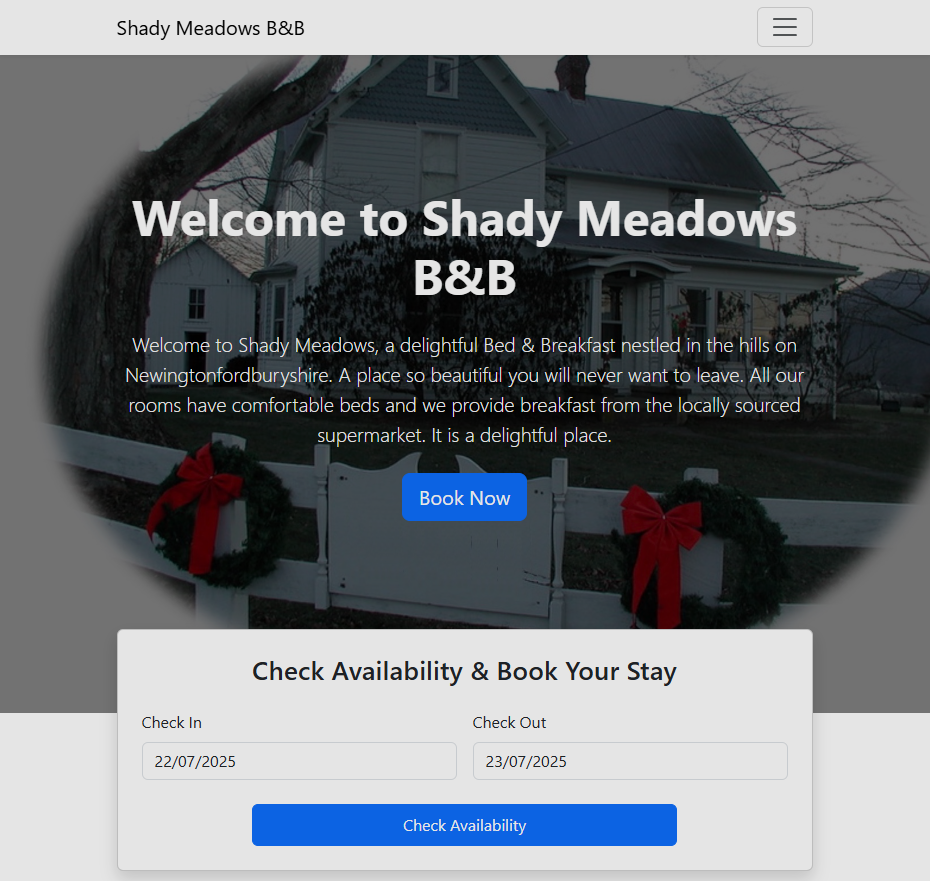 Shady Meadows B&B
Welcome to Shady Meadows
B&B
Welcome to Shady Meadows, a delightful Bed & Breakfast nestled in the hills on
Newingtonfordburyshire. A place so beautiful you will never want to leave. All our
rooms have comfortable beds and we provide breakfast from the locally sourced
supermarket. It is a delightful place.
Book Now
Check Availability & Book Your Stay
Check In
Check Out
22/07/2025
23/07/2025
Check Availability